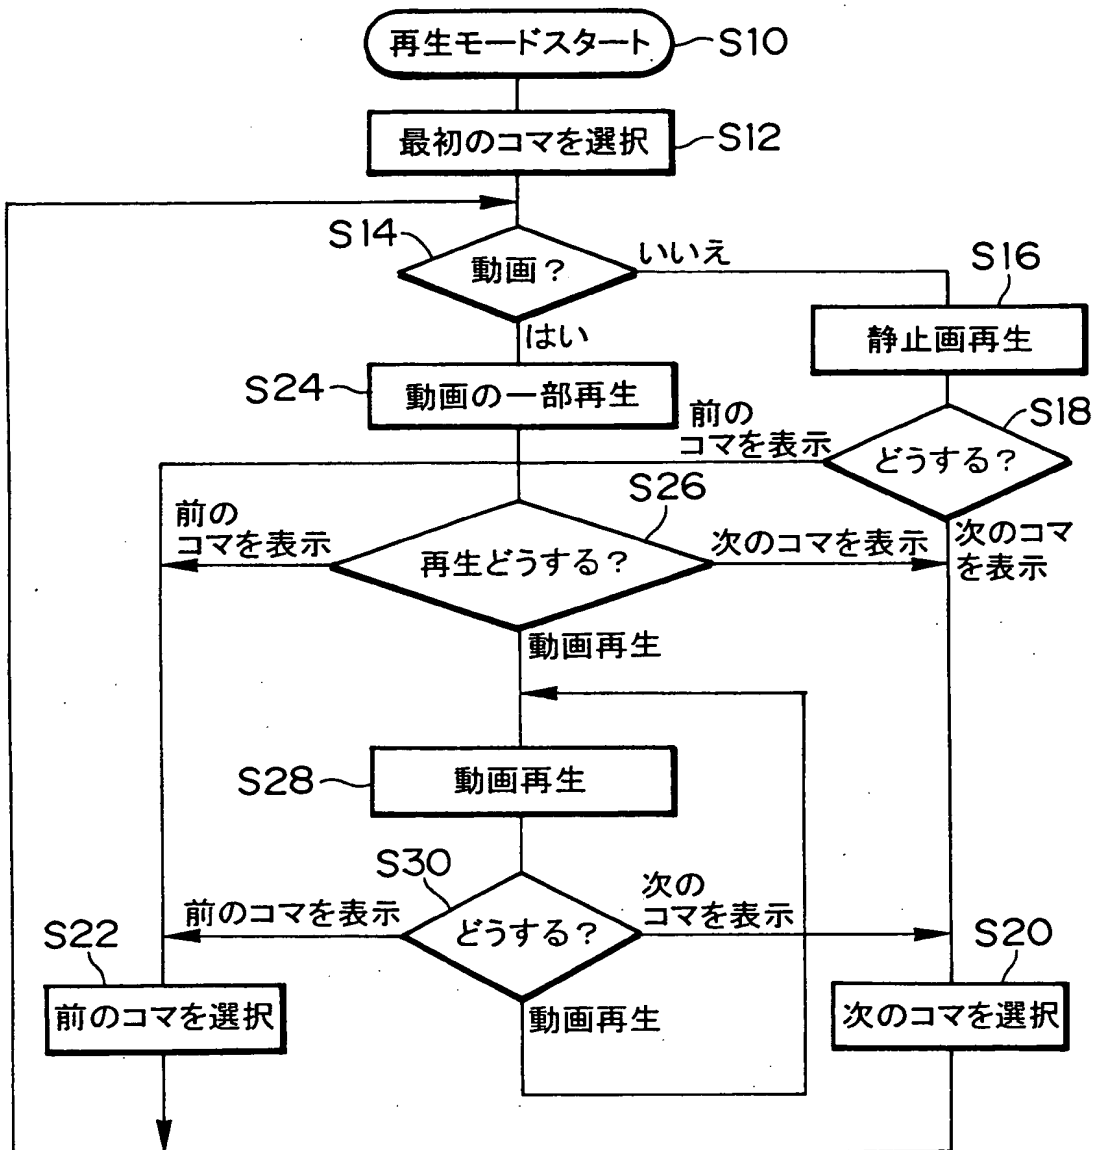 再生モードスタート
S10
最初のコマを選択
S12
S14
動画?
いいえ
S16
静止画再生
はい
S24
動画の一部再生
前の
コマを表示
S18
どうする?
S26
前の
コマを表示
再生どうする?
次のコマを表示
次のコマ
を表示
動画再生
S28
動画再生
S30
前のコマを表示
どうする?
次の
コマを表示
S22
前のコマを選択
動画再生
S20
次のコマを選択